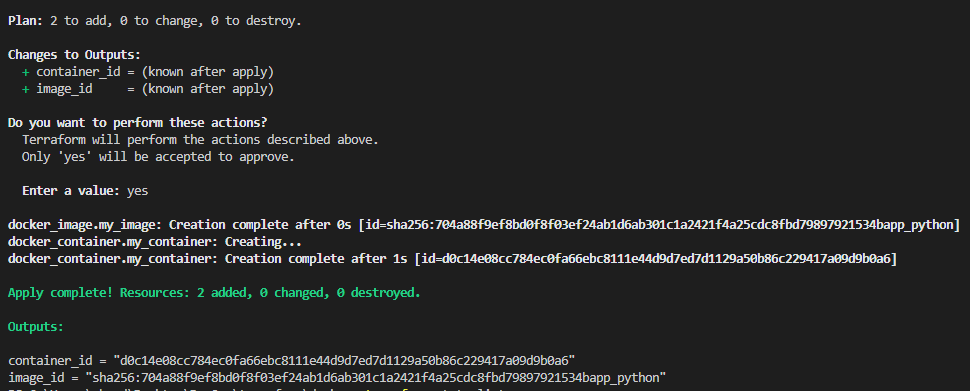 Plan: 2 to add, 0 to change, 0 to destroy.
Changes to Outputs:
+ container_id = (known after apply)
+ image_id     = (known after apply)
Do you want to perform these actions?
Terraform will perform the actions described above.
Only 'yes' will be accepted to approve.
Enter a value: yes
docker_image.my_image: Creation complete after 0s [id=sha256:704a88f9ef8bd0f8f03ef24ab1d6ab301c1a2421f4a25cdc8fbd79897921534bapp_python]
docker_container.my_container: Creating...
docker_container.my_container: Creation complete after 1s [id=d0c14e08cc784ec0fa66ebc8111e44d9d7ed7d1129a50b86c229417a09d9b0a6]
Apply complete! Resources: 2 added, 0 changed, 0 destroyed.
Outputs:
container_id = "d0c14e08cc784ec0fa66ebc8111e44d9d7ed7d1129a50b86c229417a09d9b0a6"
image_id = "sha256:704a88f9ef8bd0f8f03ef24ab1d6ab301c1a2421f4a25cdc8fbd79897921534bapp_python"